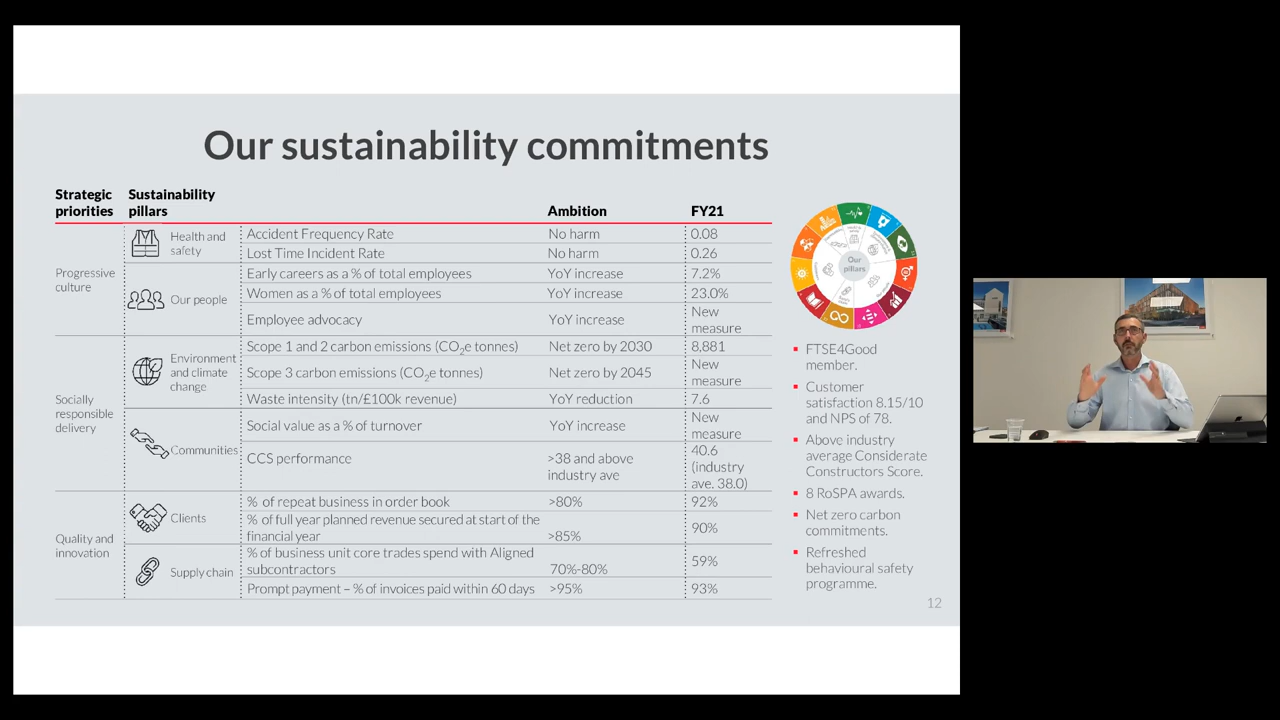 Our sustainability commitments
Strategic priorities
Sustainability pillars
Ambition
FY21
Progressive culture
Health and safety
Accident Frequency Rate
No harm
0.08
Lost Time Incident Rate
No harm
0.26
Our people
Early careers as a % of total employees
YoY increase
7.2%
Women as a % of total employees
YoY increase
23.0%
Employee advocacy
YoY increase
New measure
Socially responsible delivery
Environment and climate change
Scope 1 and 2 carbon emissions (CO₂e tonnes)
Net zero by 2030
8,881
Scope 3 carbon emissions (CO₂e tonnes)
Net zero by 2045
New measure
Waste intensity (tn/£100k revenue)
YoY reduction
7.6
Communities
Social value as a % of turnover
YoY increase
New measure
CCS performance
>38 and above industry ave
40.6 (industry ave. 38.0)
Quality and innovation
Clients
% of repeat business in order book
>80%
92%
% of full year planned revenue secured at start of the financial year
>85%
90%
Supply chain
% of business unit core trades spend with Aligned subcontractors
70%-80%
59%
Prompt payment – % of invoices paid within 60 days
>95%
93%
Our pillars
FTSE4Good member.
Customer satisfaction 8.15/10 and NPS of 78.
Above industry average Considerate Constructors Score.
8 RoSPA awards.
Net zero carbon commitments.
Refreshed behavioural safety programme.
12